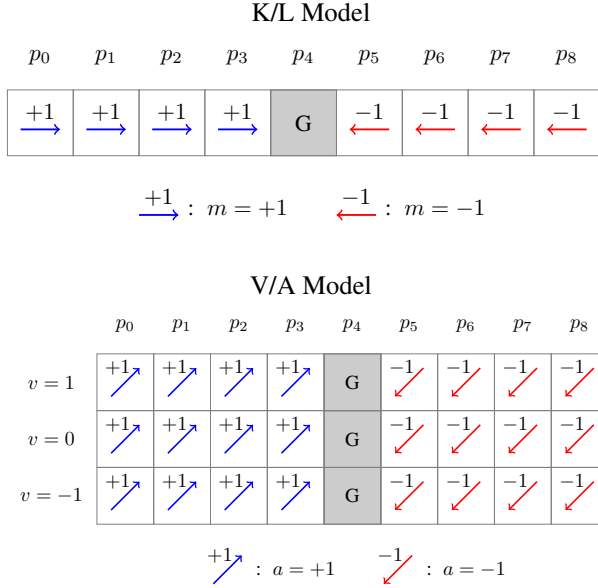 K/L Model
p0 p1 p2 p3 p4 p5 p6 p7 p8
+1 +1 +1 +1 G −1 −1 −1 −1
+1 : m = +1 −1 : m = −1
V/A Model
p0 p1 p2 p3 p4 p5 p6 p7 p8
v = 1 +1 +1 +1 +1 G −1 −1 −1 −1
v = 0 +1 +1 +1 +1 G −1 −1 −1 −1
v = −1 +1 +1 +1 +1 G −1 −1 −1 −1
+1 : a = +1 −1 : a = −1